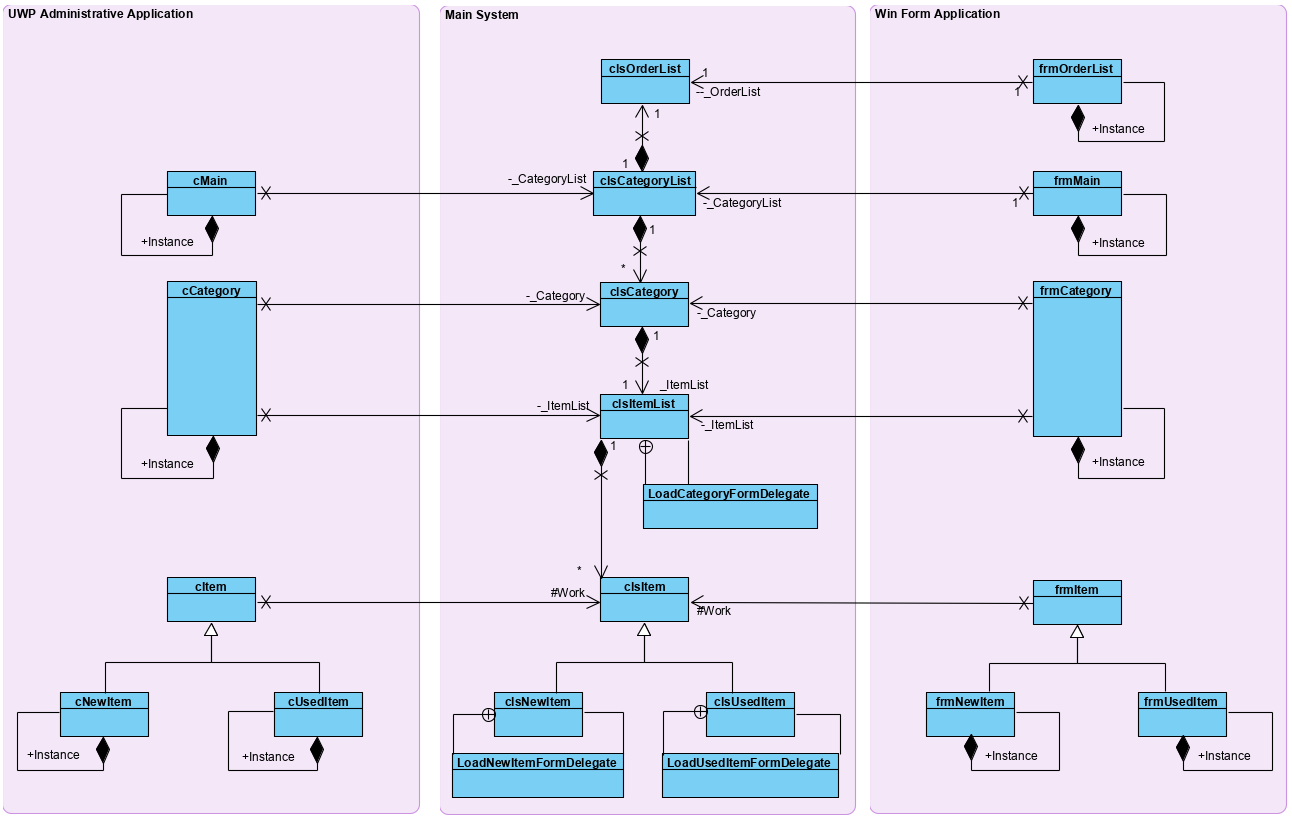 UWP Administrative Application
Main System
Win Form Application
clsOrderList
1
--_OrderList
1
frmOrderList
+Instance
1
1
cMain
+Instance
-_CategoryList
clsCategoryList
-_CategoryList
1
frmMain
+Instance
1
*
cCategory
+Instance
-_Category
clsCategory
-_Category
frmCategory
+Instance
1
1
_ItemList
-_ItemList
clsItemList
-_ItemList
1
LoadCategoryFormDelegate
*
cItem
#Work
clsItem
#Work
frmItem
cNewItem
+Instance
cUsedItem
+Instance
clsNewItem
LoadNewItemFormDelegate
clsUsedItem
LoadUsedItemFormDelegate
frmNewItem
+Instance
frmUsedItem
+Instance